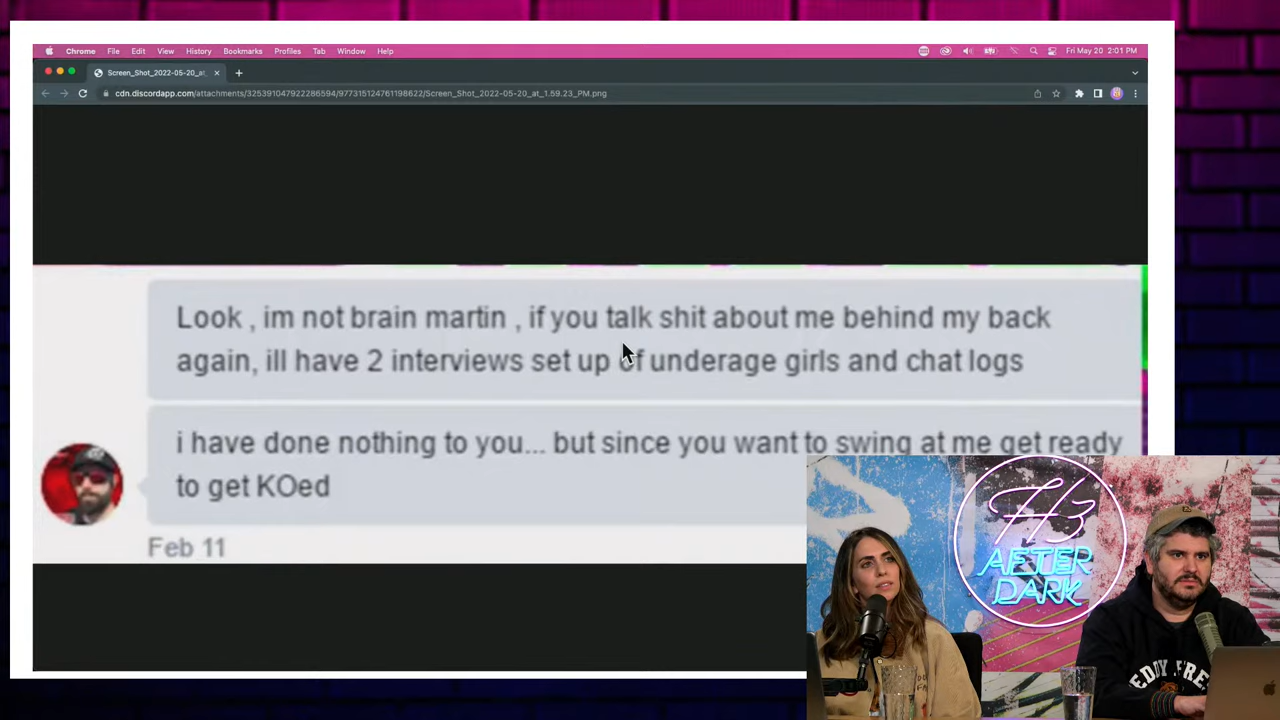 Chrome File Edit View History Bookmarks Profiles Tab Window Help
Fri May 20 2:01 PM
Screen_Shot_2022-05-20_at_
cdn.discordapp.com/attachments/325391047922286594/977315124761198622/Screen_Shot_2022-05-20_at_1.59.23_PM.png
Look , im not brain martin , if you talk shit about me behind my back
again, ill have 2 interviews set up of underage girls and chat logs
i have done nothing to you... but since you want to swing at me get ready
to get KOed
Feb 11
H3
AFTER
DARK